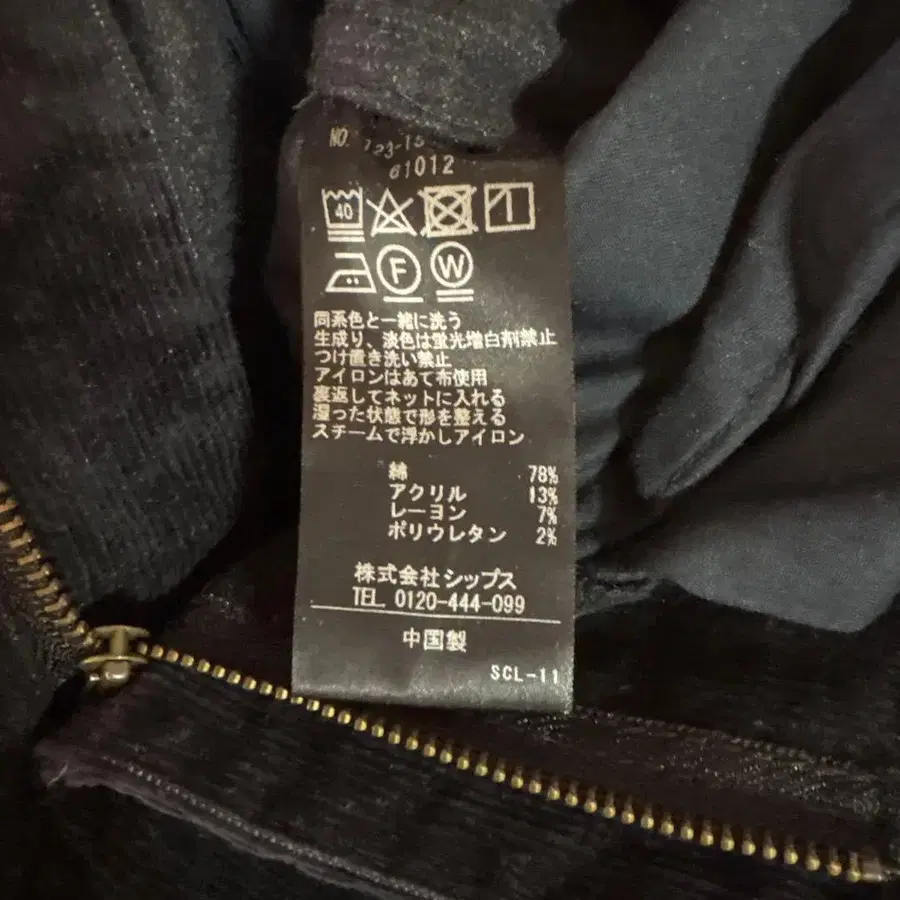 NO. 123-15
61012
40
F W
同系色と一緒に洗う
生成り、淡色は蛍光増白剤禁止
つけ置き洗い禁止
アイロンはあて布使用
裏返してネットに入れる
湿った状態で形を整える
スチームで浮かしアイロン
綿 78%
アクリル 13%
レーヨン 7%
ポリウレタン 2%
株式会社シップス
TEL 0120-444-099
中国製
SCL-11